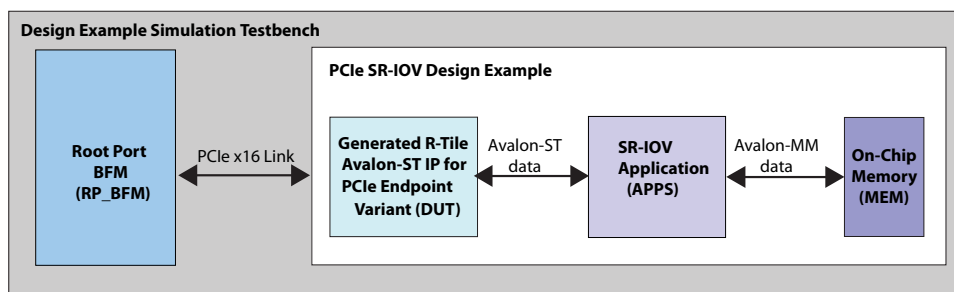 Design Example Simulation Testbench
PCIe SR-IOV Design Example
Root Port
BFM
(RP_BFM)
PCIe x16 Link
Generated R-Tile
Avalon-ST IP for
PCIe Endpoint
Variant (DUT)
Avalon-ST
data
SR-IOV
Application
(APPS)
Avalon-MM
data
On-Chip
Memory
(MEM)